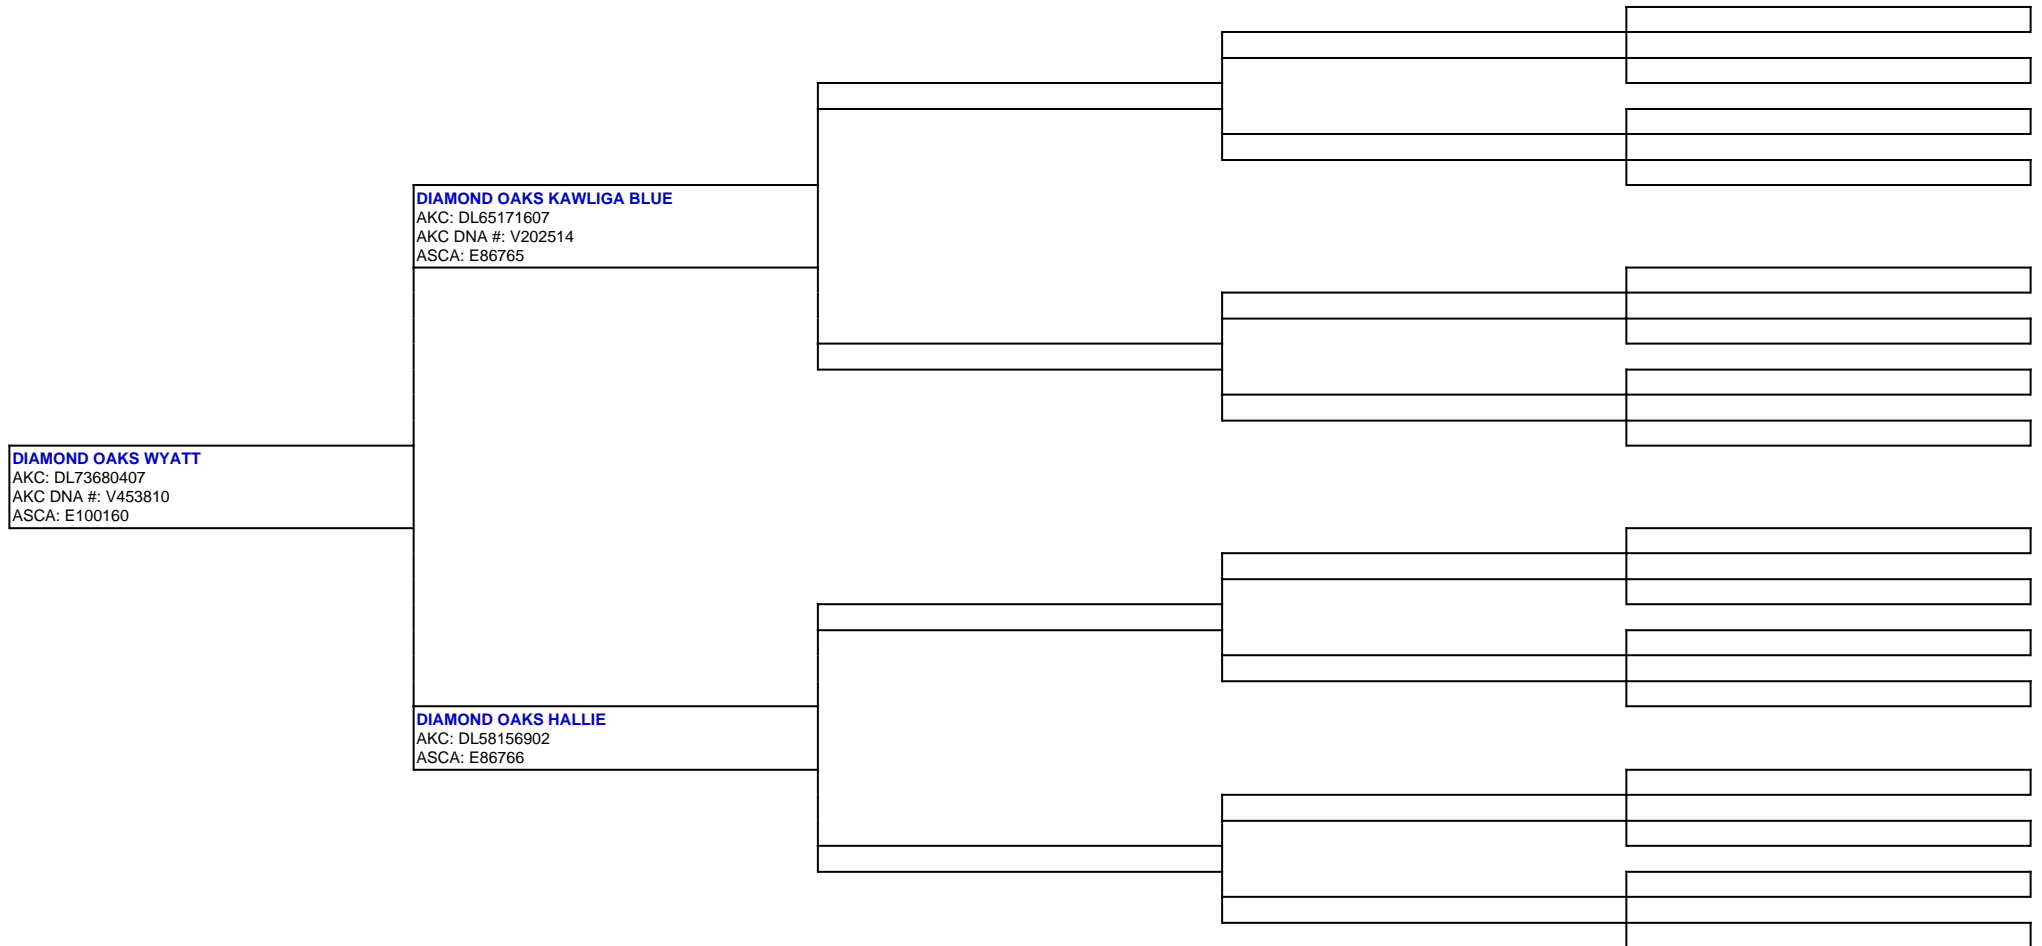 DIAMOND OAKS KAWLIGA BLUE
AKC: DL65171607
AKC DNA #: V202514
ASCA: E86765
DIAMOND OAKS WYATT
AKC: DL73680407
AKC DNA #: V453810
ASCA: E100160
DIAMOND OAKS HALLIE
AKC: DL58156902
ASCA: E86766